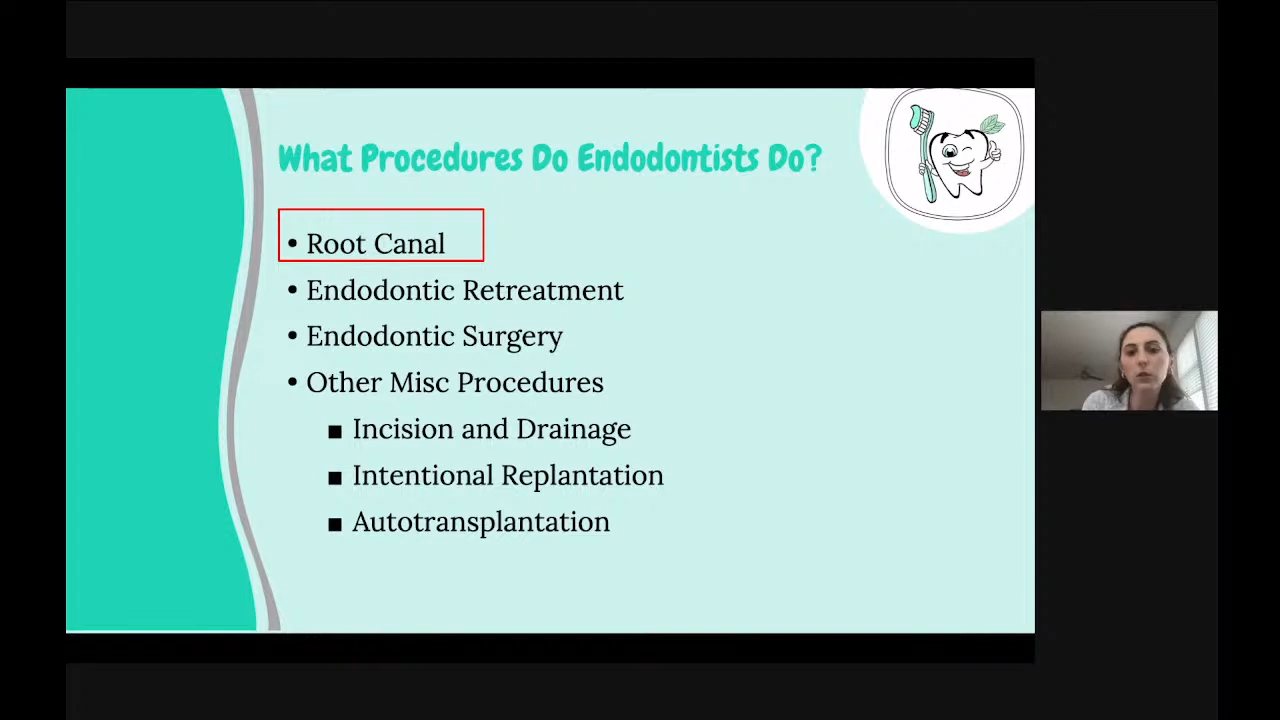 What Procedures Do Endodontists Do?
• Root Canal
• Endodontic Retreatment
• Endodontic Surgery
• Other Misc Procedures
▪ Incision and Drainage
▪ Intentional Replantation
▪ Autotransplantation